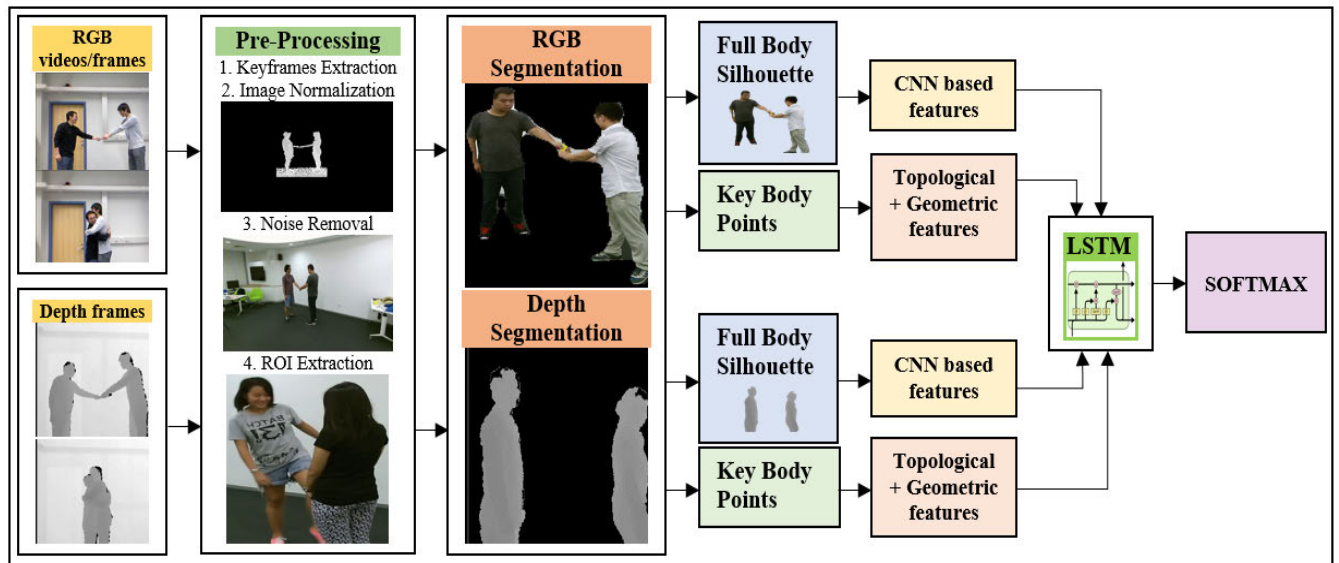 RGB
videos/frames
Depth frames
Pre-Processing
1. Keyframes Extraction
2. Image Normalization
3. Noise Removal
4. ROI Extraction
RGB
Segmentation
Depth
Segmentation
Full Body
Silhouette
Key Body
Points
Full Body
Silhouette
Key Body
Points
CNN based
features
Topological
+ Geometric
features
CNN based
features
Topological
+ Geometric
features
LSTM
SOFTMAX